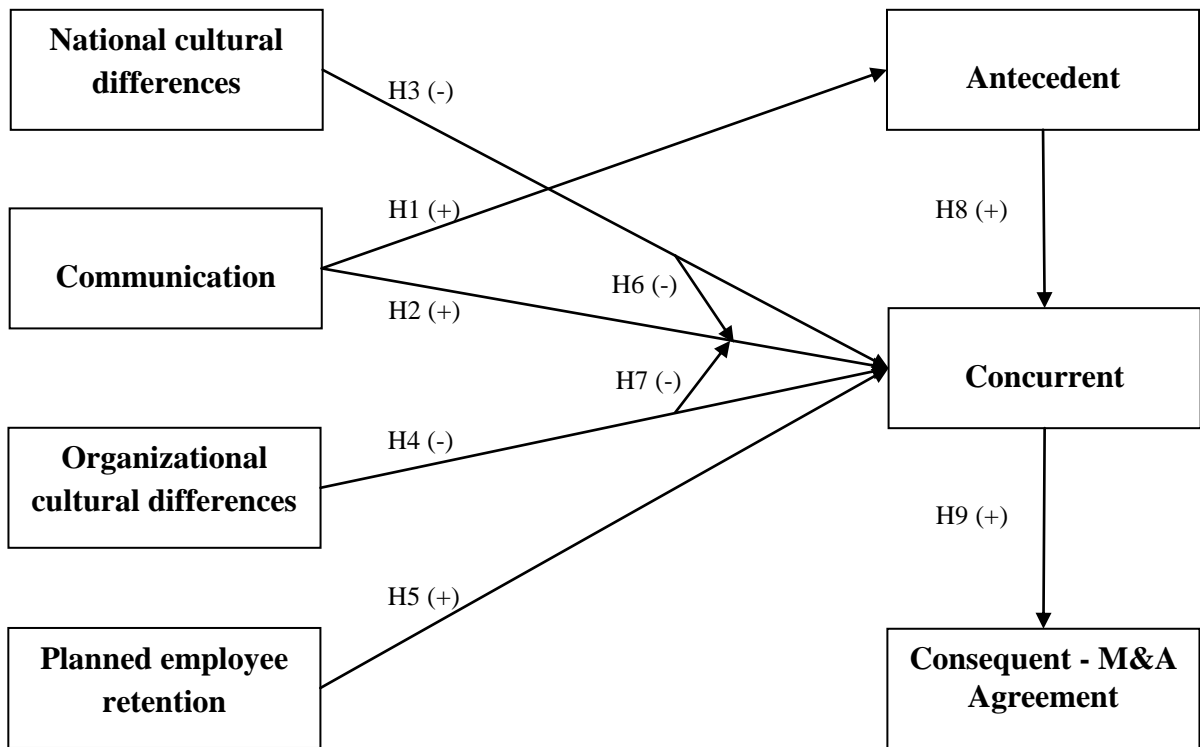 National cultural
differences
Antecedent
H3 (-)
H1 (+)
H8 (+)
Communication
H6 (-)
H2 (+)
Concurrent
H7 (-)
H4 (-)
Organizational
cultural differences
H9 (+)
H5 (+)
Planned employee
retention
Consequent - M&A
Agreement